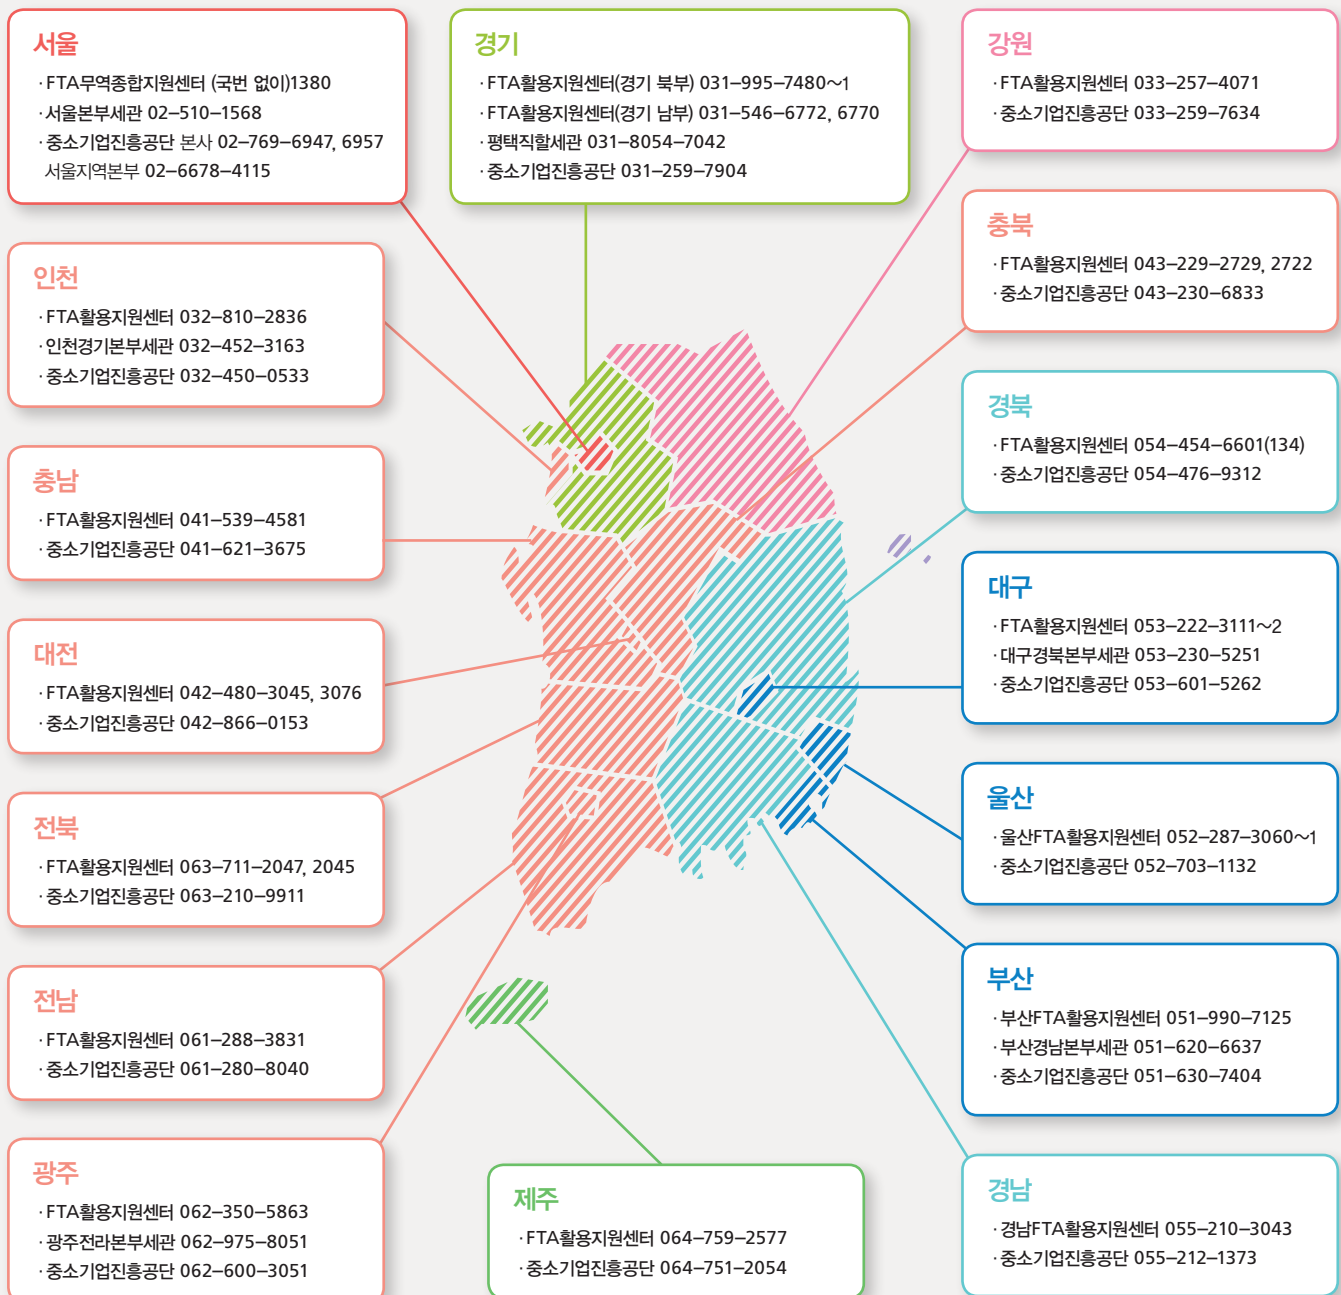 서울
·FTA무역종합지원센터 (국번 없이)1380
·서울본부세관 02–510–1568
·중소기업진흥공단 본사 02–769–6947, 6957
서울지역본부 02–6678–4115
경기
·FTA활용지원센터(경기 북부) 031–995–7480~1
·FTA활용지원센터(경기 남부) 031–546–6772, 6770
·평택직할세관 031–8054–7042
·중소기업진흥공단 031–259–7904
강원
·FTA활용지원센터 033–257–4071
·중소기업진흥공단 033–259–7634
인천
·FTA활용지원센터 032–810–2836
·인천경기본부세관 032–452–3163
·중소기업진흥공단 032–450–0533
충북
·FTA활용지원센터 043–229–2729, 2722
·중소기업진흥공단 043–230–6833
충남
·FTA활용지원센터 041–539–4581
·중소기업진흥공단 041–621–3675
경북
·FTA활용지원센터 054–454–6601(134)
·중소기업진흥공단 054–476–9312
대전
·FTA활용지원센터 042–480–3045, 3076
·중소기업진흥공단 042–866–0153
대구
·FTA활용지원센터 053–222–3111~2
·대구경북본부세관 053–230–5251
·중소기업진흥공단 053–601–5262
전북
·FTA활용지원센터 063–711–2047, 2045
·중소기업진흥공단 063–210–9911
울산
·울산FTA활용지원센터 052–287–3060~1
·중소기업진흥공단 052–703–1132
전남
·FTA활용지원센터 061–288–3831
·중소기업진흥공단 061–280–8040
부산
·부산FTA활용지원센터 051–990–7125
·부산경남본부세관 051–620–6637
·중소기업진흥공단 051–630–7404
광주
·FTA활용지원센터 062–350–5863
·광주전라본부세관 062–975–8051
·중소기업진흥공단 062–600–3051
제주
·FTA활용지원센터 064–759–2577
·중소기업진흥공단 064–751–2054
경남
·경남FTA활용지원센터 055–210–3043
·중소기업진흥공단 055–212–1373